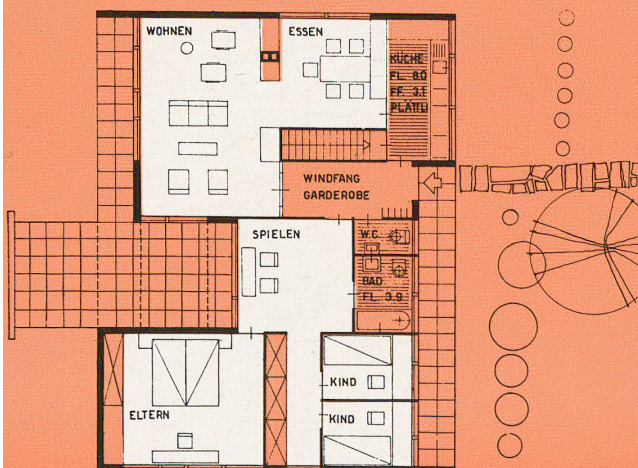 WOHNEN
ESSEN
KÜCHE
FL. 8.0
FF. 3.1
PLÄTTLI
WINDFANG
GARDEROBE
SPIELEN
W.C.
BAD
FL. 3.9
KIND
ELTERN
KIND